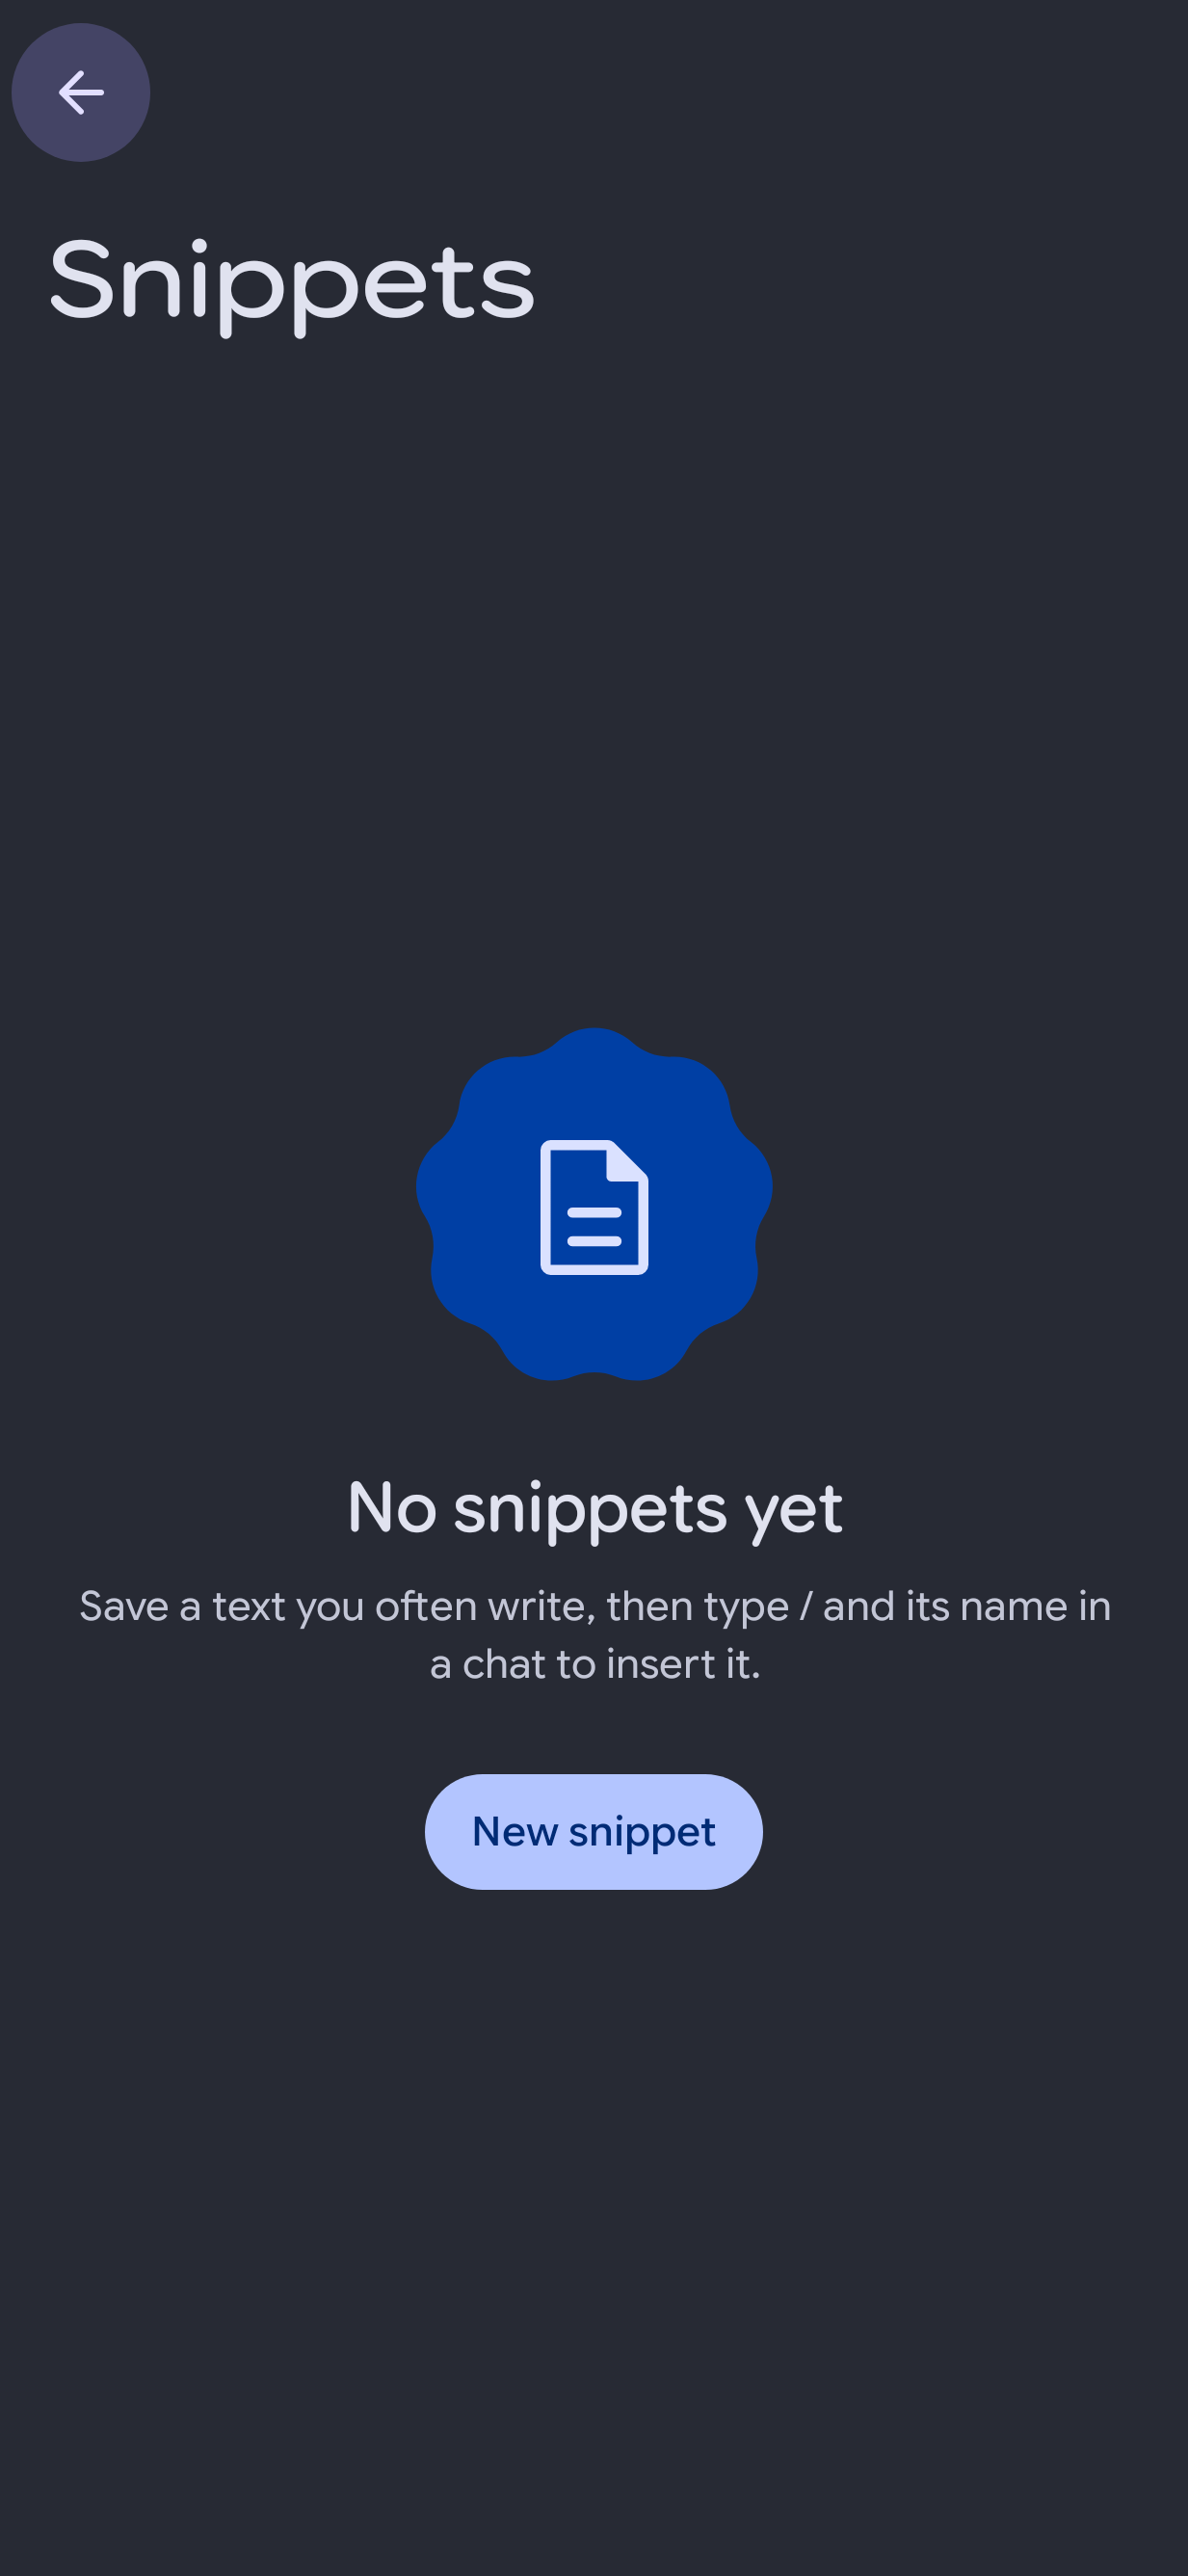 Snippets
No snippets yet
Save a text you often write, then type / and its name in
a chat to insert it.
New snippet